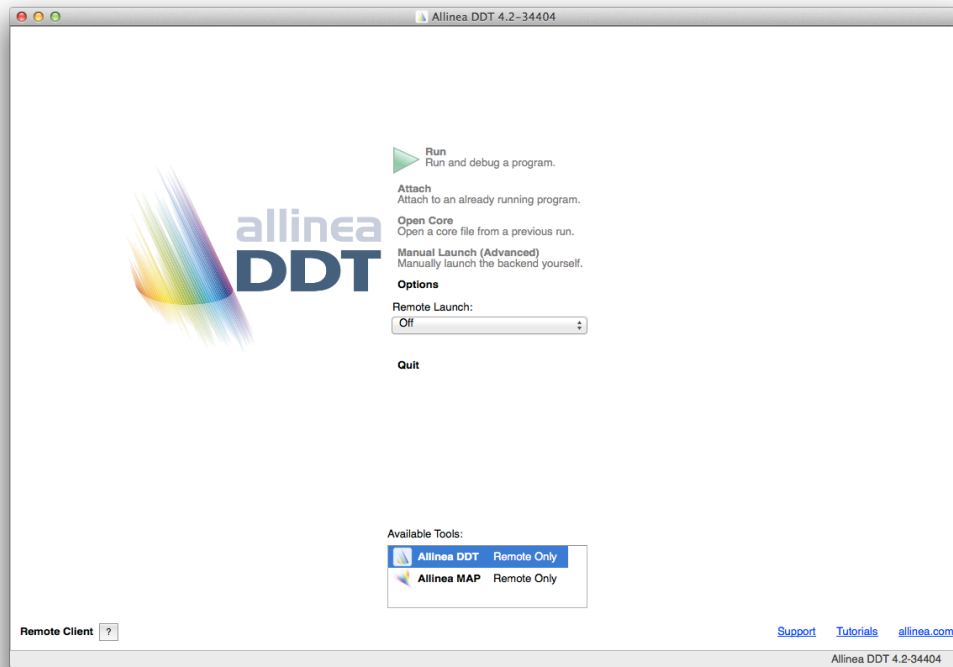 Allinea DDT 4.2-34404
Run
Run and debug a program.
Attach
Attach to an already running program.
Open Core
Open a core file from a previous run.
Manual Launch (Advanced)
Manually launch the backend yourself.
Options
Remote Launch:
Off
Quit
allinea
DDT
Available Tools:
Allinea DDT Remote Only
Allinea MAP Remote Only
Remote Client ? Support Tutorials allinea.com
Allinea DDT 4.2-34404